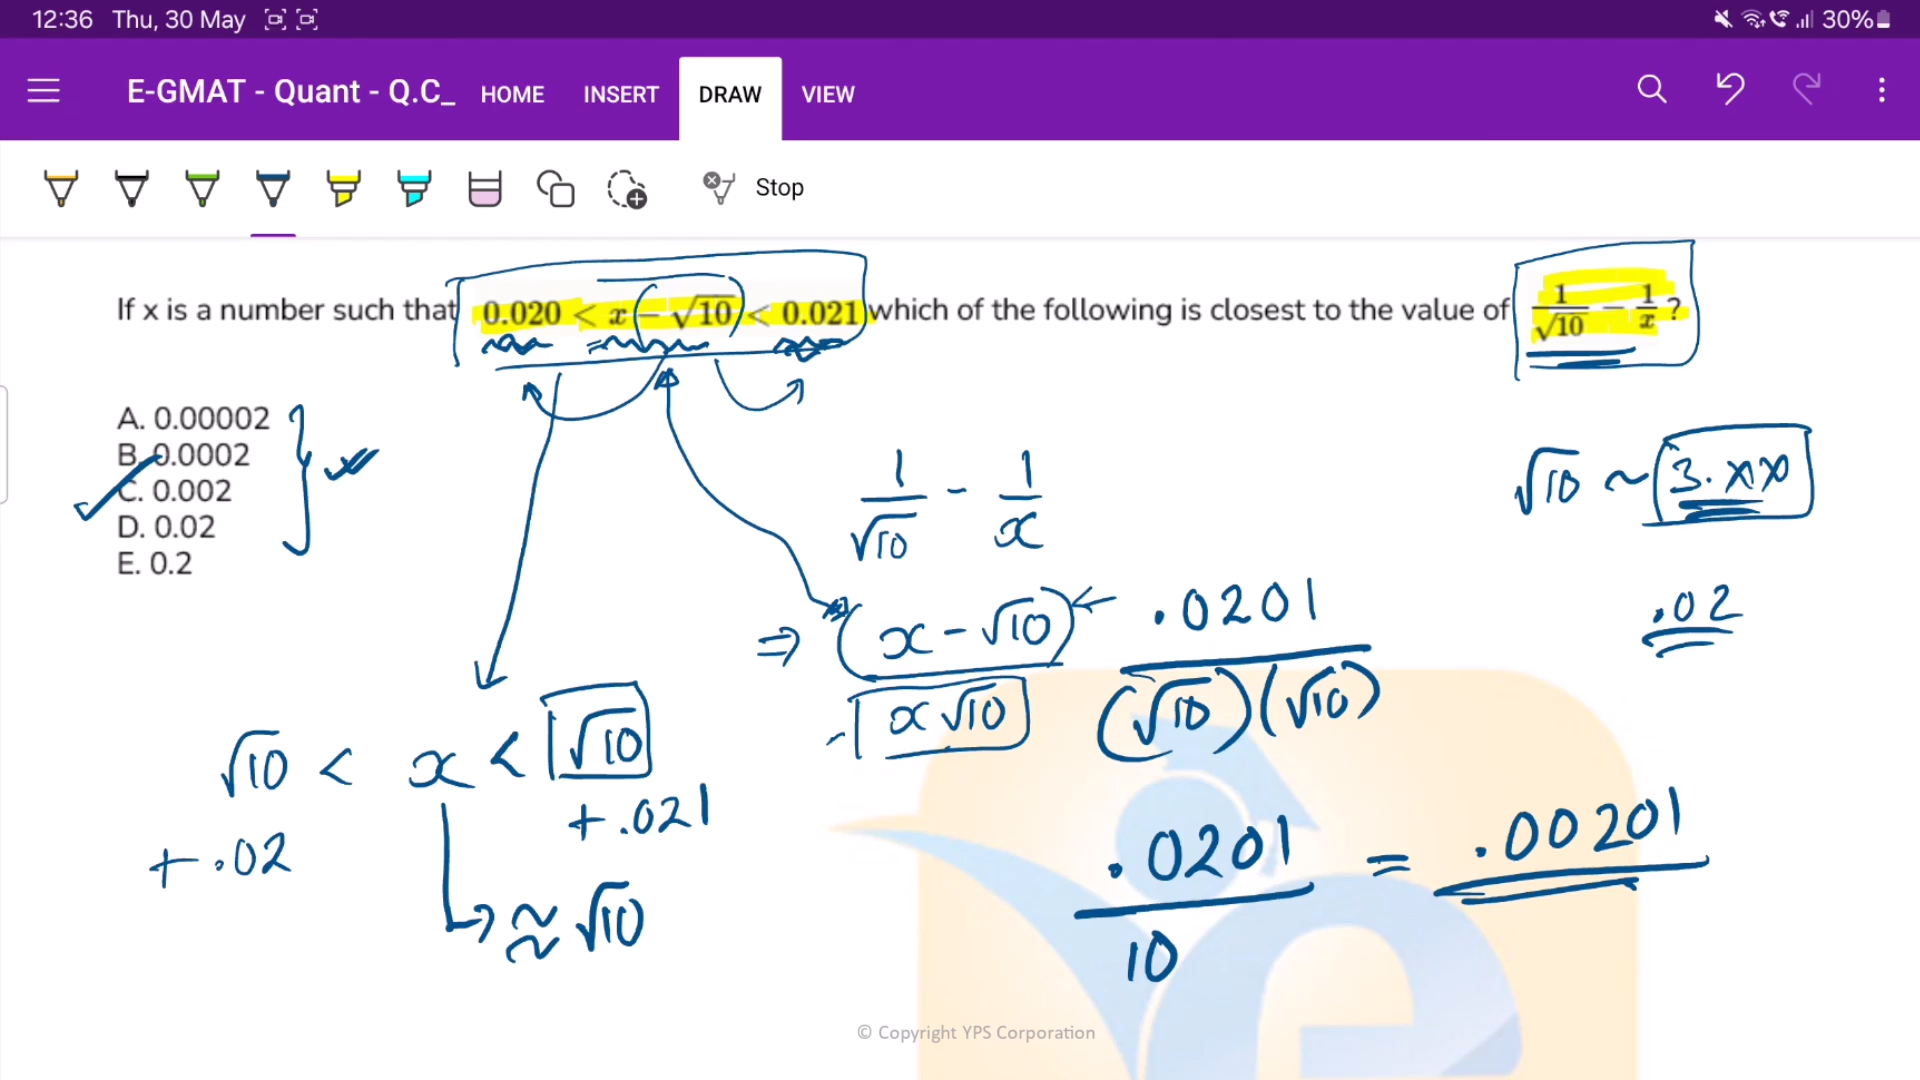 12:36 Thu, 30 May 30%
E-GMAT - Quant - Q.C_ HOME INSERT DRAW VIEW
Stop
If x is a number such that 0.020 < x − √10 < 0.021 which of the following is closest to the value of 1/√10 − 1/x ?
A. 0.00002
B. 0.0002
C. 0.002
D. 0.02
E. 0.2
1/√10 - 1/x
√10 ~ 3.xx
⇒ (x - √10) / x√10
.0201 / (√10)(√10)
.02
√10 < x < √10
+ .02 + .021
≈ √10
.0201 / 10 = .00201
© Copyright YPS Corporation